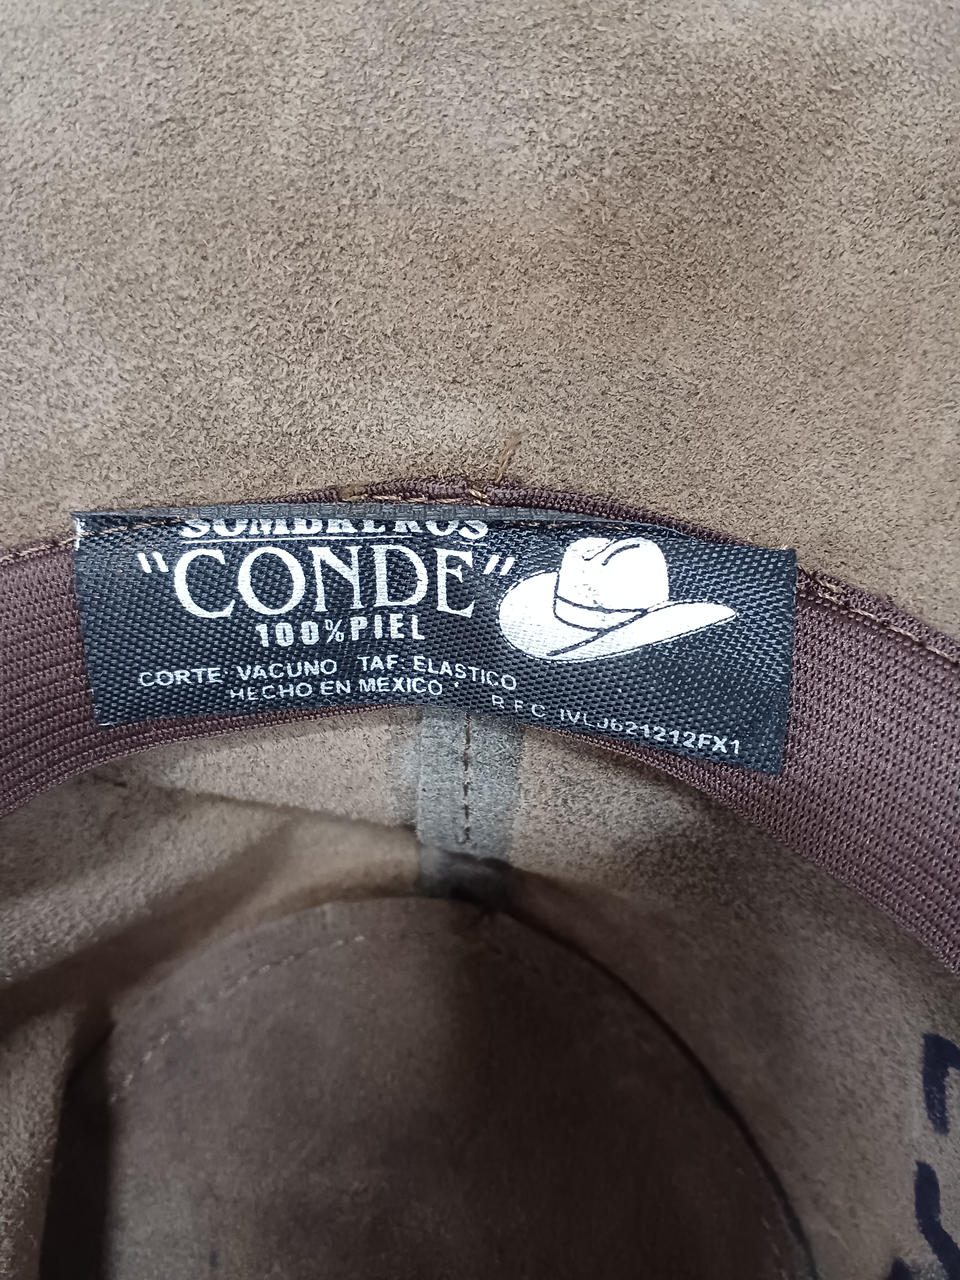 SOMBREROS
"CONDE"
100% PIEL
CORTE VACUNO TAF. ELASTICO
HECHO EN MEXICO
R.F.C. IVLJ621212FX1